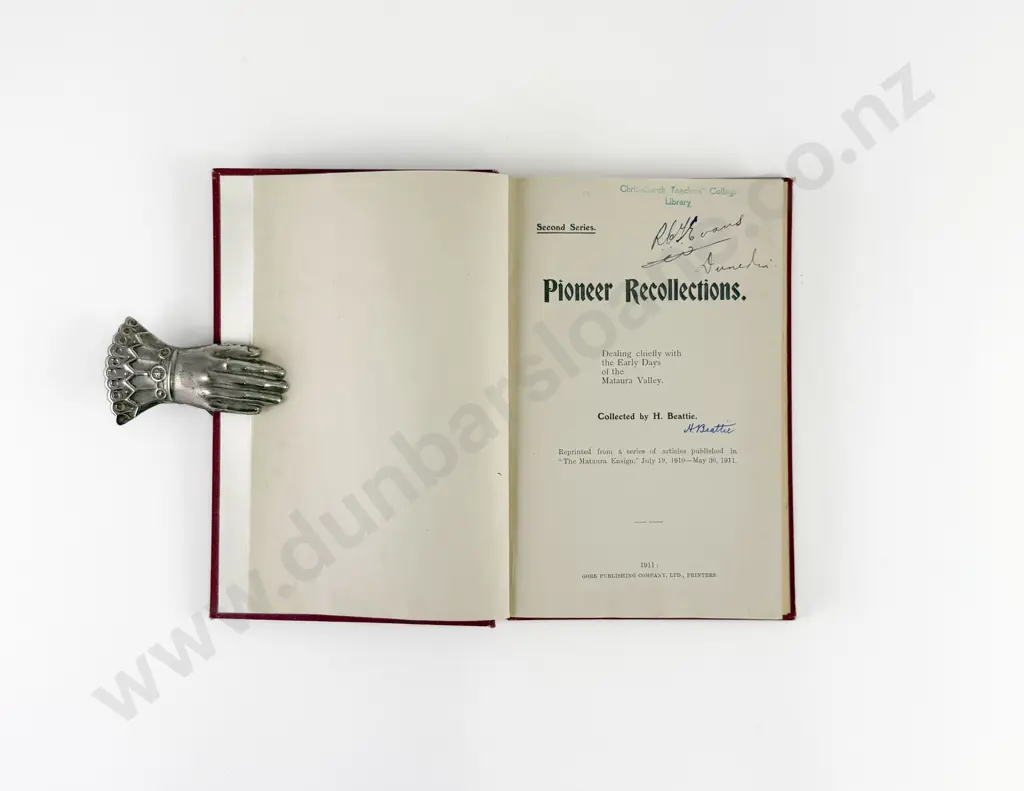 Christchurch Teachers' College
Library
Second Series.
Evans
Dunedin
Pioneer Recollections.
Dealing chiefly with
the Early Days
of the
Mataura Valley.
Collected by H. Beattie.
H Beattie
Reprinted from a series of articles published in
"The Mataura Ensign," July 19, 1910—May 30, 1911.
1911:
GORE PUBLISHING COMPANY, LTD., PRINTERS
www.dunbarsloane.co.nz